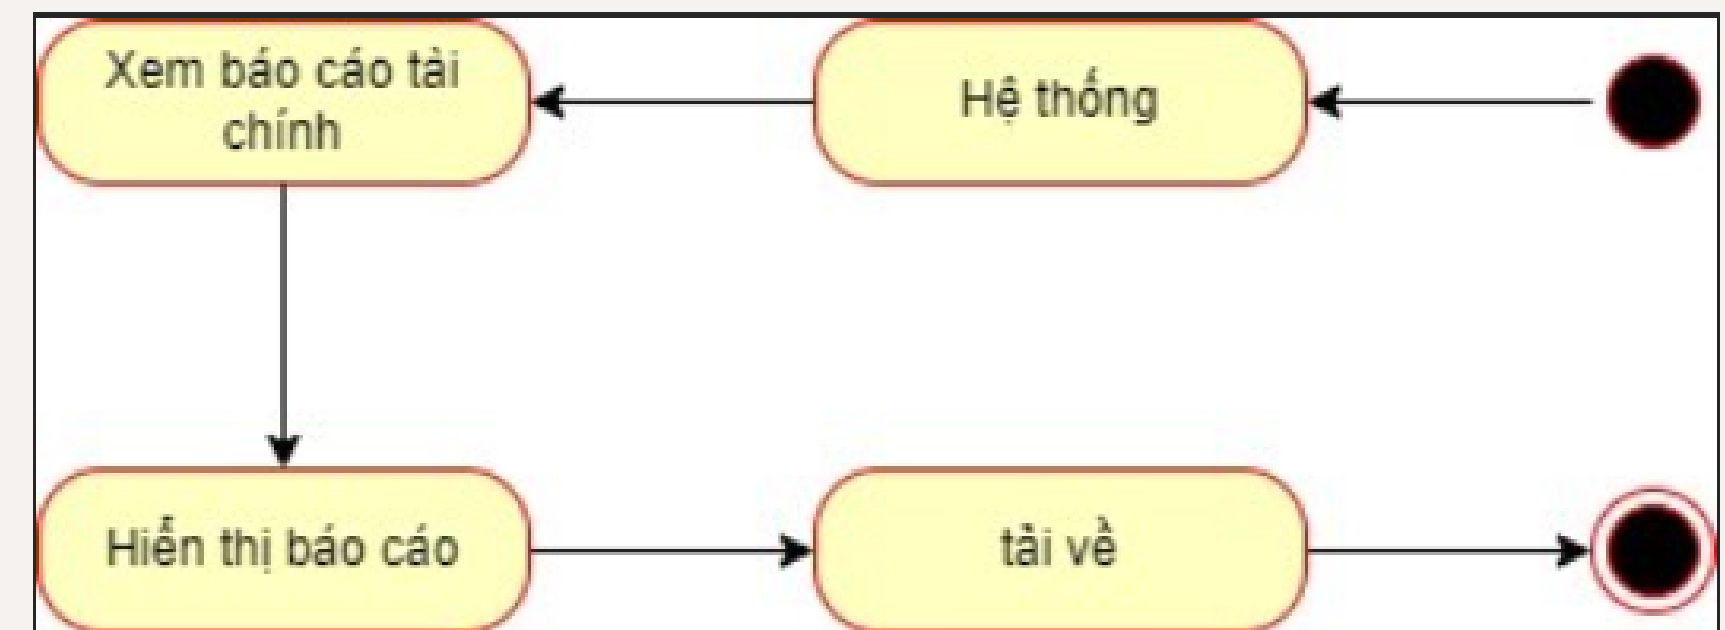 Xem báo cáo tài
chính
Hệ thống
Hiển thị báo cáo
tải về